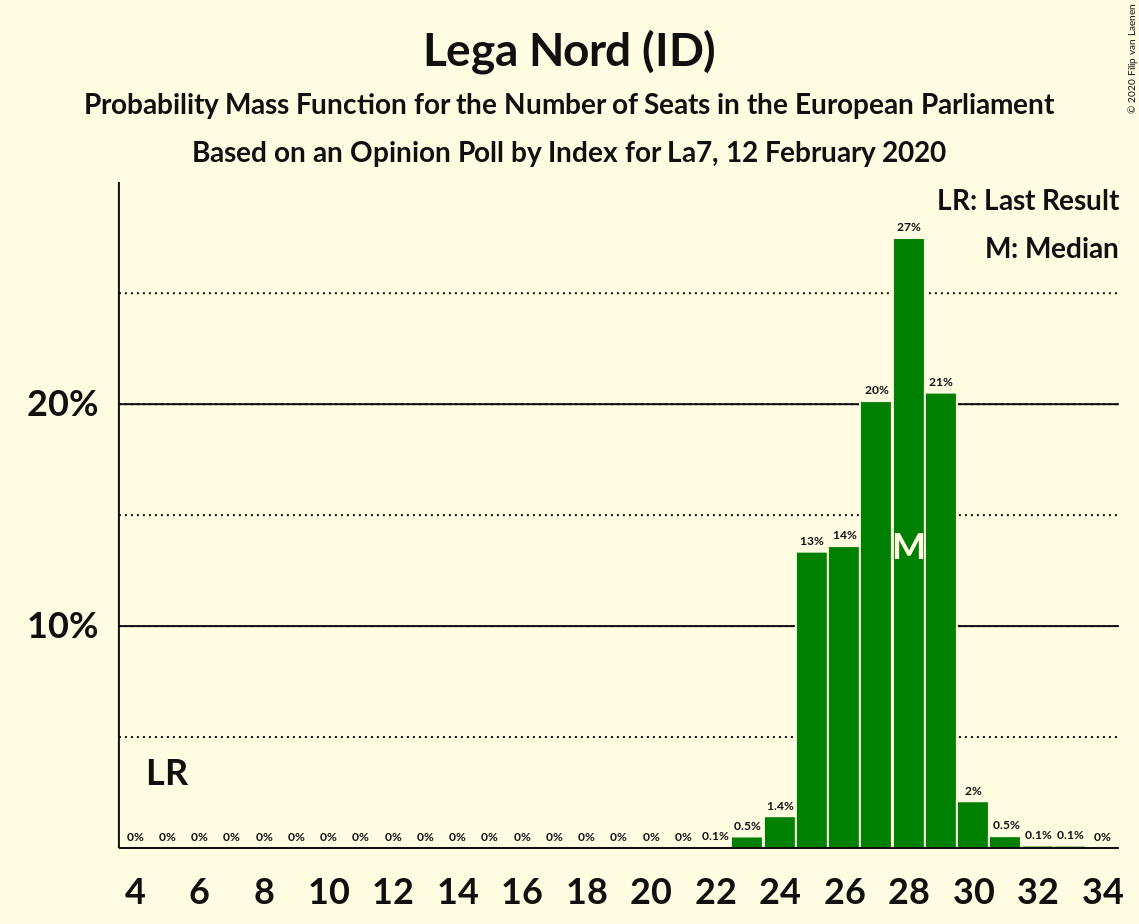 Lega Nord (ID)
Probability Mass Function for the Number of Seats in the European Parliament
Based on an Opinion Poll by Index for La7, 12 February 2020
© 2020 Filip van Laenen
LR: Last Result
M: Median
20%
10%
LR
M
0% 0% 0% 0% 0% 0% 0% 0% 0% 0% 0% 0% 0% 0% 0% 0% 0% 0% 0.1% 0.5% 1.4% 13% 14% 20% 27% 21% 2% 0.5% 0.1% 0.1% 0%
4 6 8 10 12 14 16 18 20 22 24 26 28 30 32 34